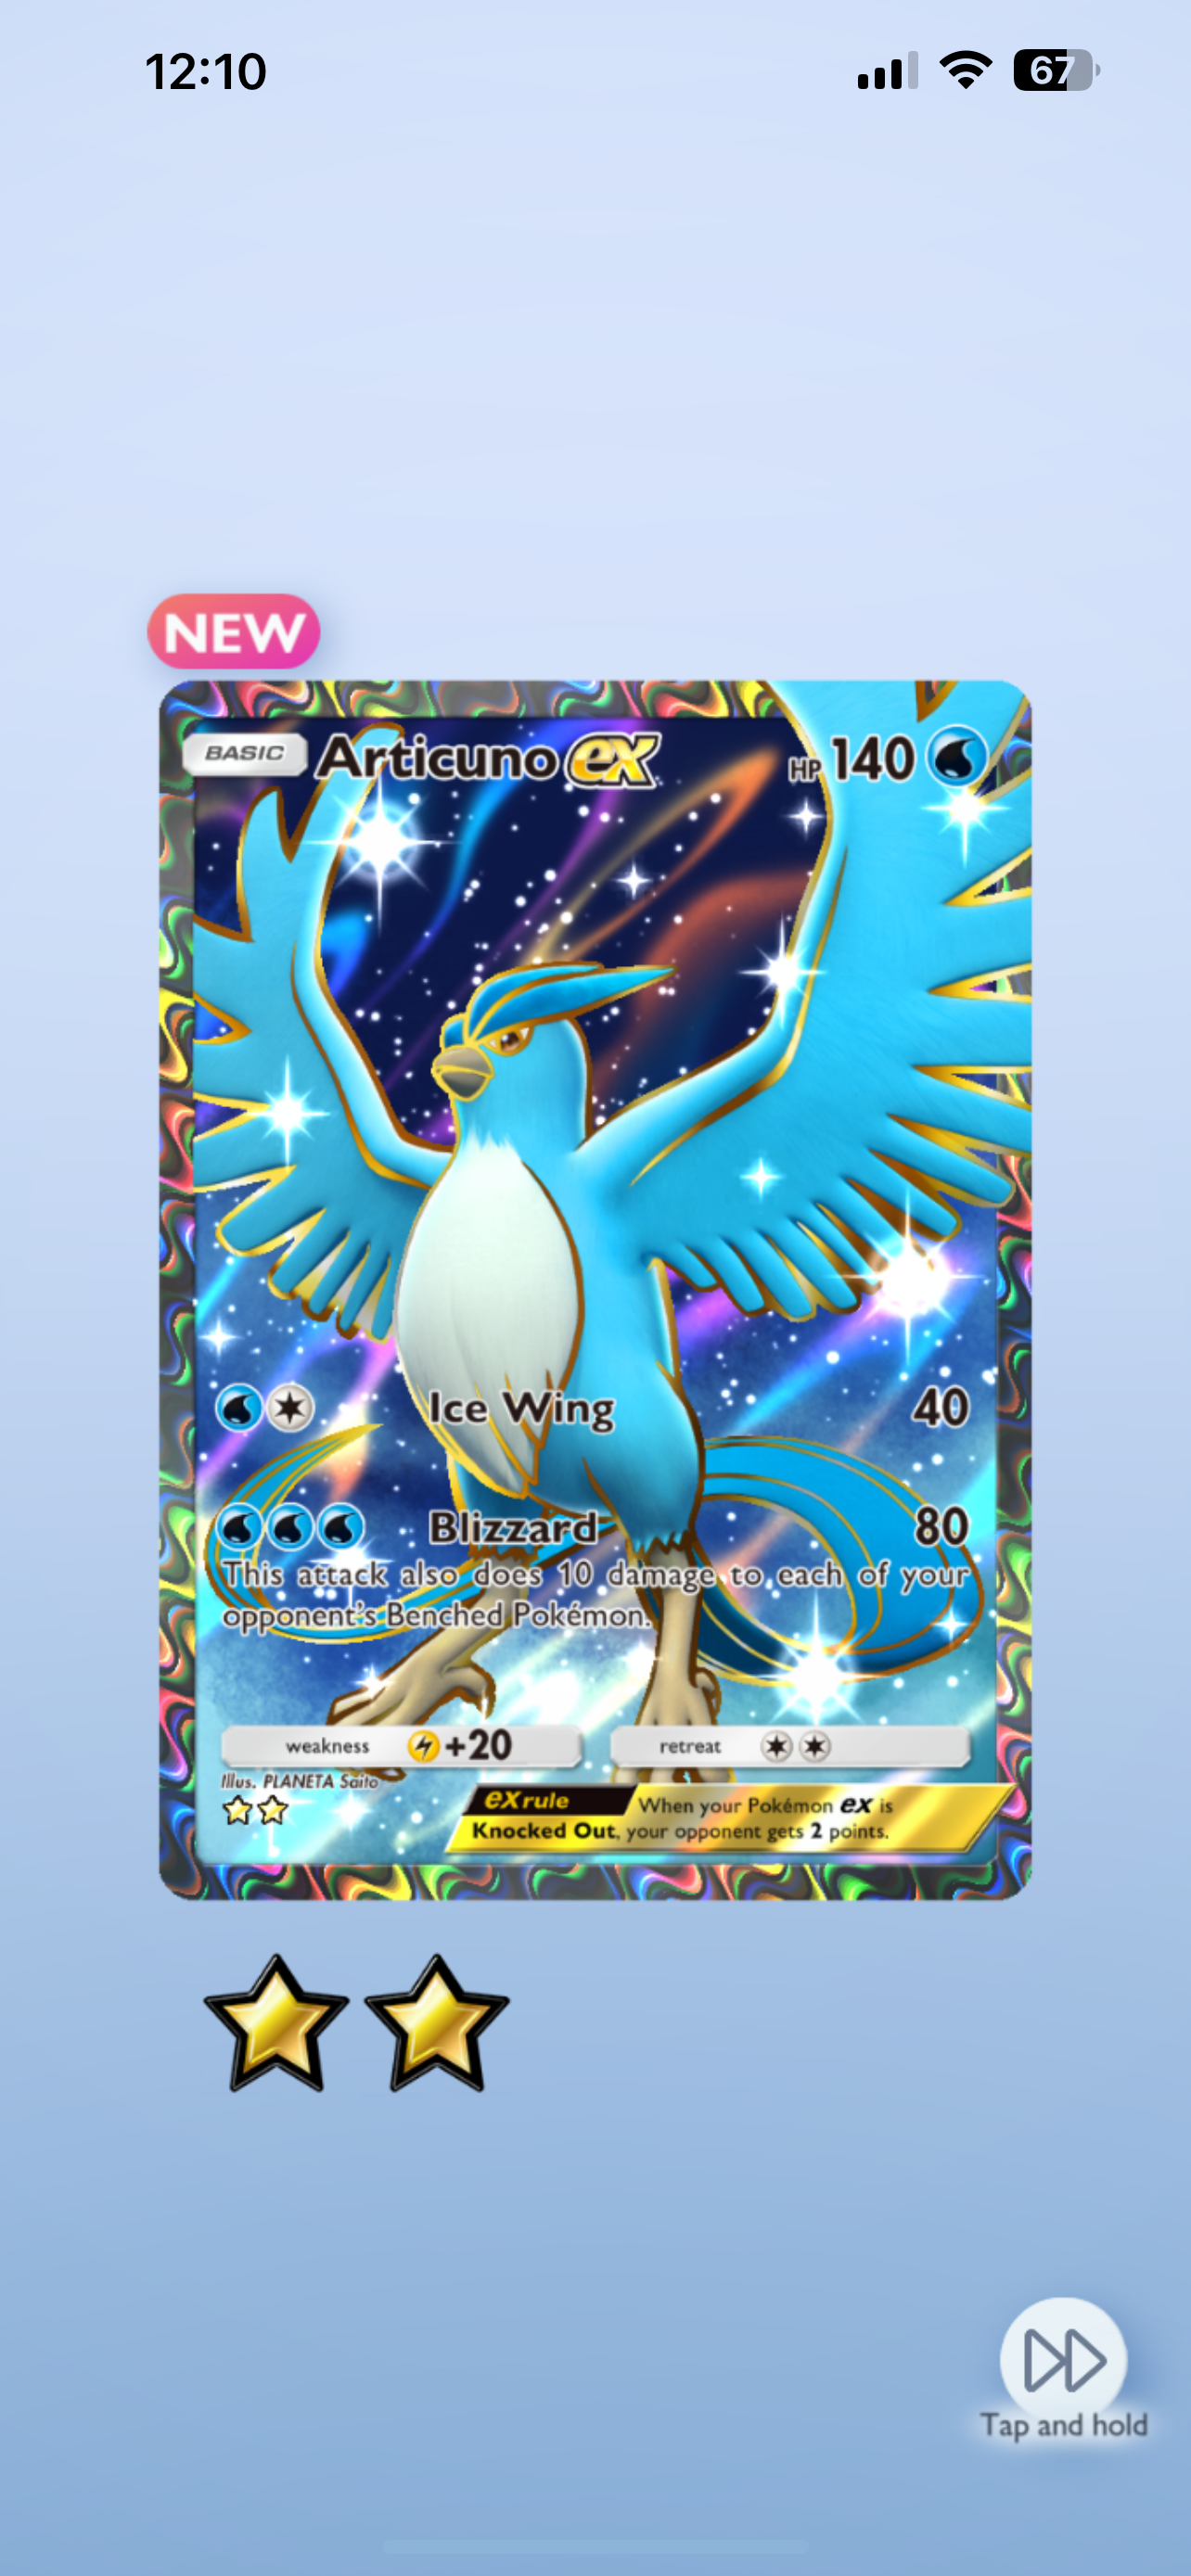 12:10
67
NEW
BASIC Articuno ex HP 140
Ice Wing 40
Blizzard 80
This attack also does 10 damage to each of your
opponent's Benched Pokémon.
weakness +20 retreat
Illus. PLANETA Saito
ex rule When your Pokémon ex is
Knocked Out, your opponent gets 2 points.
Tap and hold